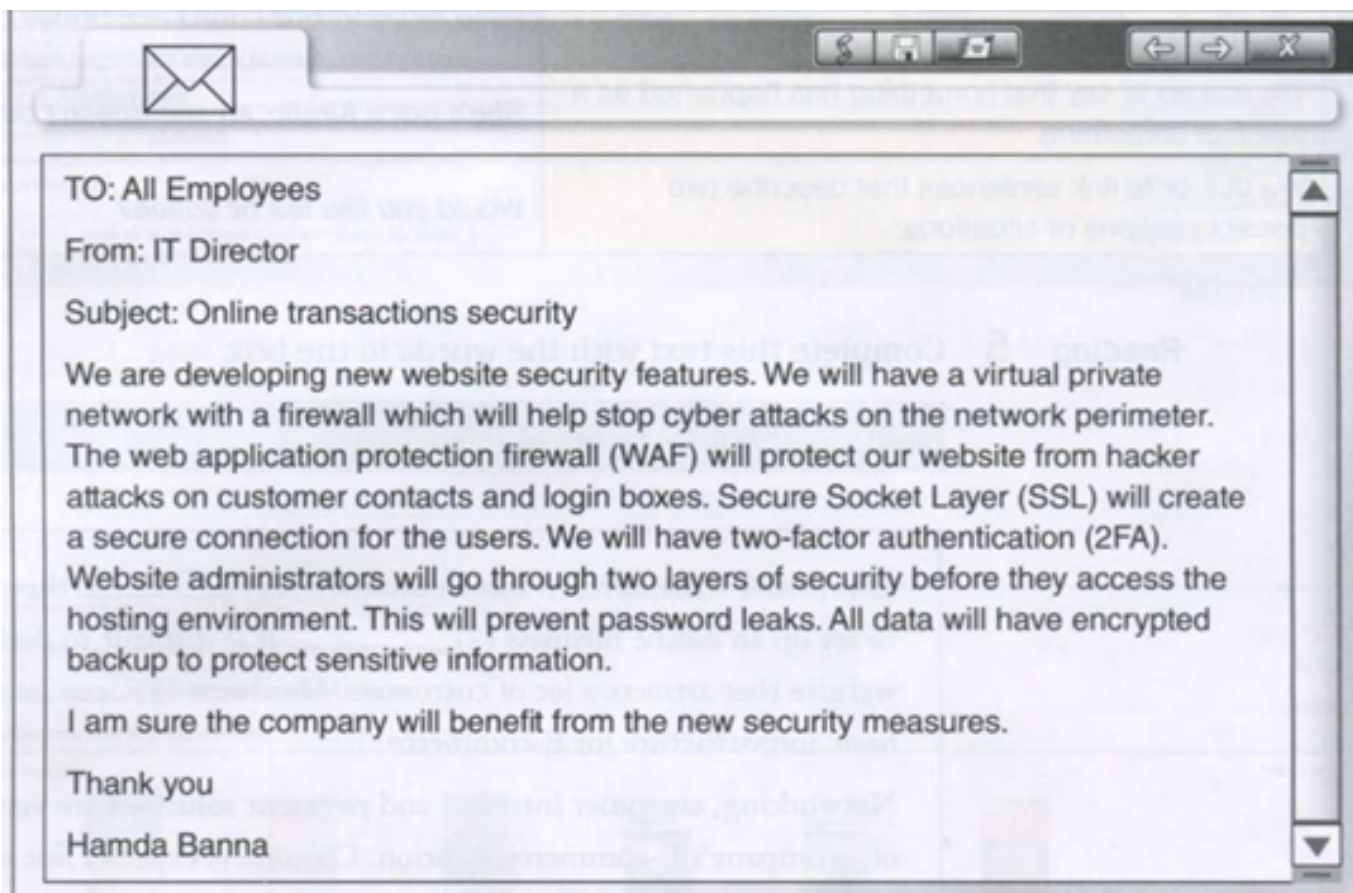 TO: All Employees
From: IT Director
Subject: Online transactions security
We are developing new website security features. We will have a virtual private
network with a firewall which will help stop cyber attacks on the network perimeter.
The web application protection firewall (WAF) will protect our website from hacker
attacks on customer contacts and login boxes. Secure Socket Layer (SSL) will create
a secure connection for the users. We will have two-factor authentication (2FA).
Website administrators will go through two layers of security before they access the
hosting environment. This will prevent password leaks. All data will have encrypted
backup to protect sensitive information.
I am sure the company will benefit from the new security measures.
Thank you
Hamda Banna